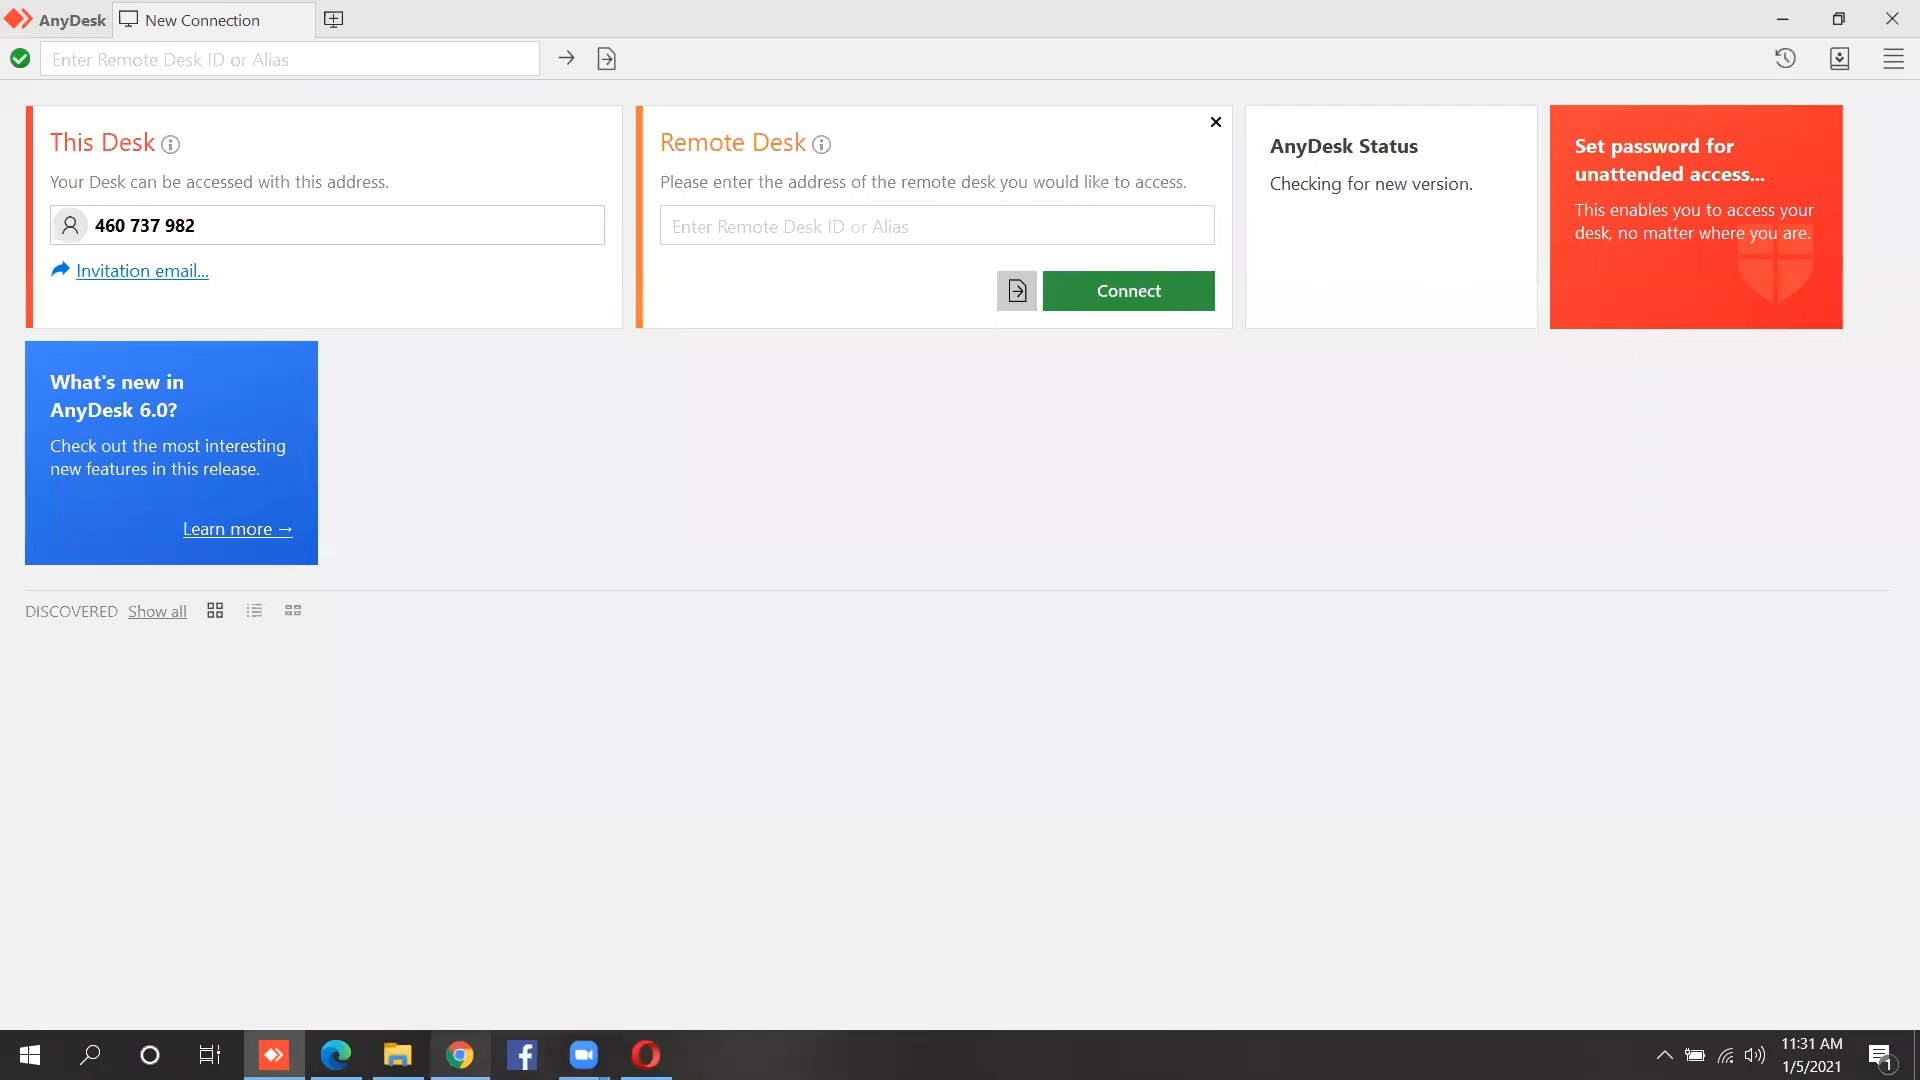 AnyDesk
New Connection
Enter Remote Desk ID or Alias
This Desk
Your Desk can be accessed with this address.
460 737 982
Invitation email...
Remote Desk
Please enter the address of the remote desk you would like to access.
Enter Remote Desk ID or Alias
Connect
AnyDesk Status
Checking for new version.
Set password for
unattended access...
This enables you to access your
desk, no matter where you are.
What's new in
AnyDesk 6.0?
Check out the most interesting
new features in this release.
Learn more →
DISCOVERED Show all
11:31 AM
1/5/2021
1